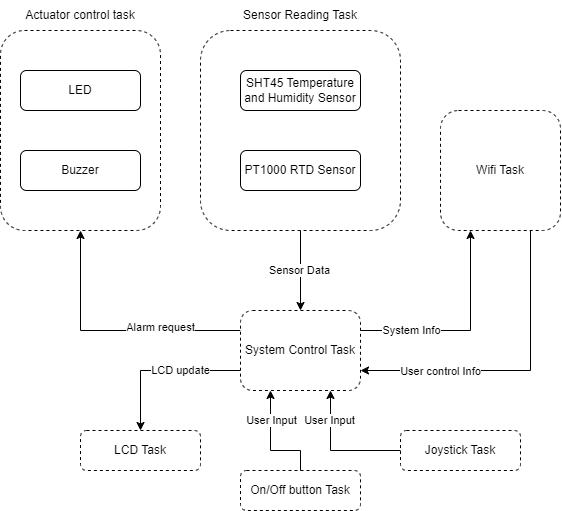 Actuator control task
Sensor Reading Task
LED
SHT45 Temperature
and Humidity Sensor
Buzzer
PT1000 RTD Sensor
Wifi Task
Sensor Data
Alarm request
System Info
System Control Task
LCD update
User control Info
User Input
User Input
LCD Task
Joystick Task
On/Off button Task